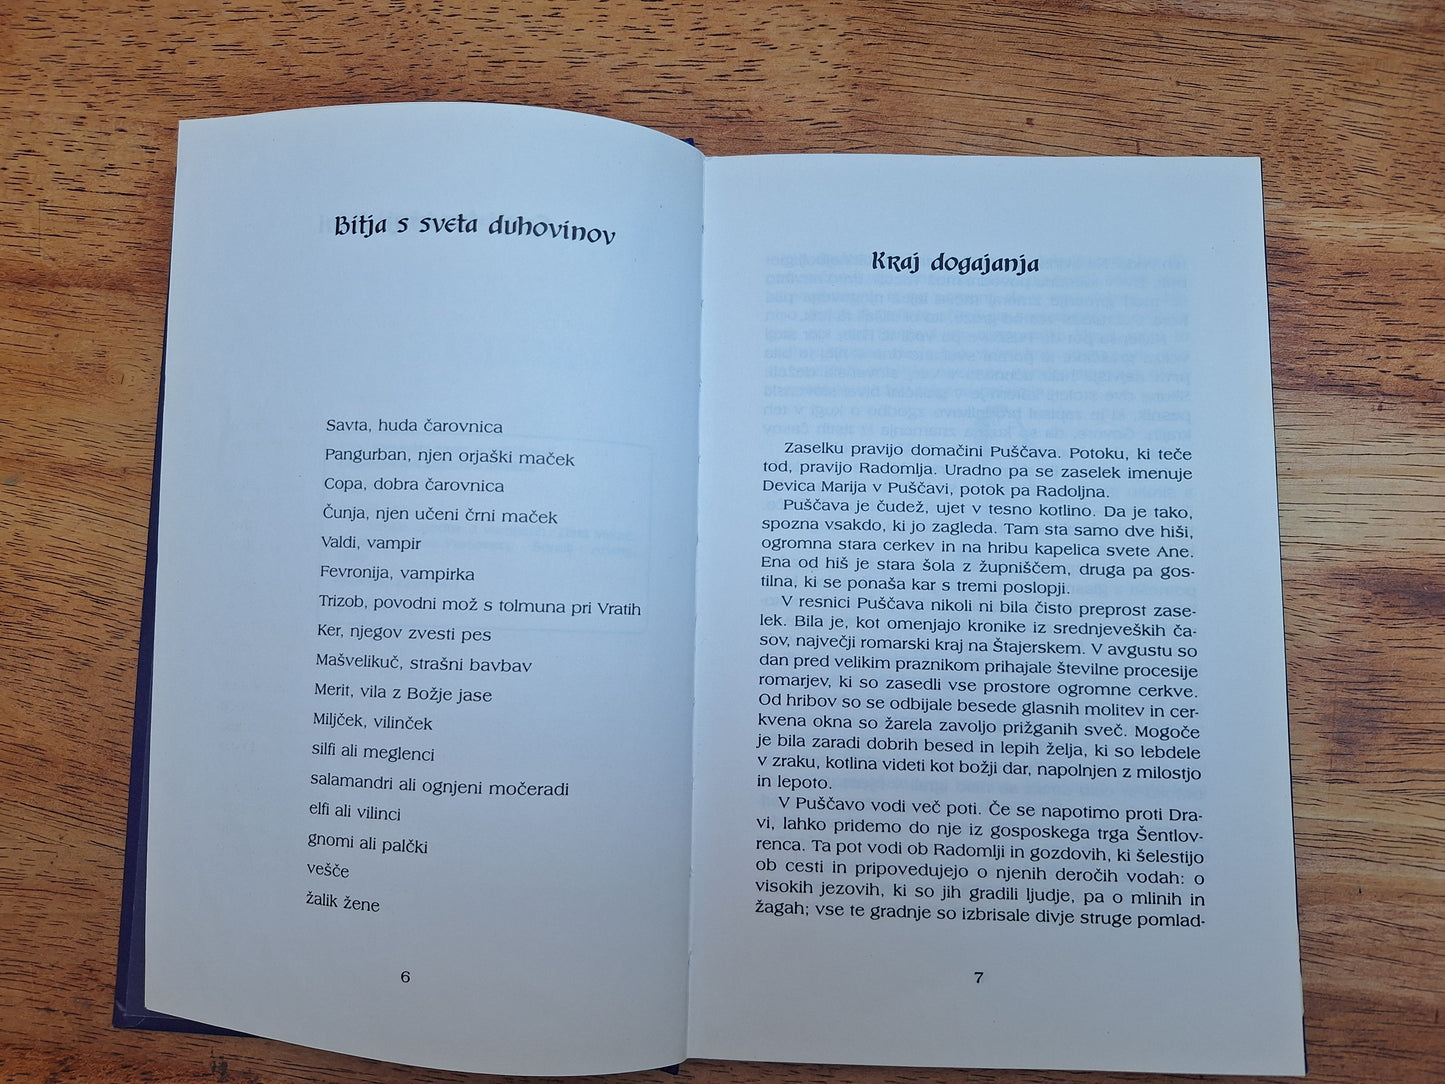 Bitja s sveta duhovinov
Savta, huda čarovnica
Pangurban, njen orjaški maček
Copa, dobra čarovnica
Čunja, njen učeni črni maček
Valdi, vampir
Fevronija, vampirka
Trizob, povodni mož s tolmuna pri Vratih
Ker, njegov zvesti pes
Mašvelikuč, strašni bavbav
Merit, vila z Božje jase
Miljček, vilinček
silfi ali meglenci
salamandri ali ognjeni močeradi
elfi ali vilinci
gnomi ali palčki
vešče
žalik žene
6
Kraj dogajanja
Zaselku pravijo domačini Puščava. Potoku, ki teče
tod, pravijo Radomlja. Uradno pa se zaselek imenuje
Devica Marija v Puščavi, potok pa Radoljna.
Puščava je čudež, ujet v tesno kotlino. Da je tako,
spozna vsakdo, ki jo zagleda. Tam sta samo dve hiši,
ogromna stara cerkev in na hribu kapelica svete Ane.
Ena od hiš je stara šola z župniščem, druga pa gos-
tilna, ki se ponaša kar s tremi poslopji.
V resnici Puščava nikoli ni bila čisto preprost zase-
lek. Bila je, kot omenjajo kronike iz srednjeveških ča-
sov, največji romarski kraj na Štajerskem. V avgustu so
dan pred velikim praznikom prihajale številne procesije
romarjev, ki so zasedli vse prostore ogromne cerkve.
Od hribov so se odbijale besede glasnih molitev in cer-
kvena okna so žarela zavoljo prižganih sveč. Mogoče
je bila zaradi dobrih besed in lepih želja, ki so lebdele
v zraku, kotlina videti kot božji dar, napolnjen z milostjo
in lepoto.
V Puščavo vodi več poti. Če se napotimo proti Dra-
vi, lahko pridemo do nje iz gosposkega trga Šentlov-
renca. Ta pot vodi ob Radomlji in gozdovih, ki šelestijo
ob cesti in pripovedujejo o njenih deročih vodah: o
visokih jezovih, ki so jih gradili ljudje, pa o mlinih in
žagah; vse te gradnje so izbrisale divje struge pomlad-
7